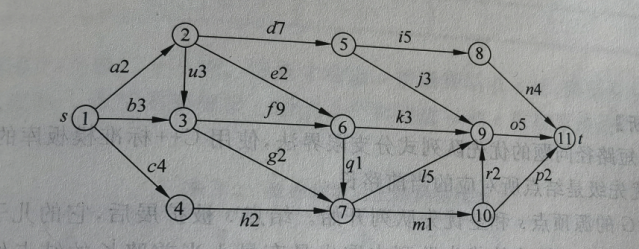 2 d7 5 i5 8
a2 u3 e2 j3 n4
s 1 b3 3 f9 6 k3 9 o5 11 t
c4 g2 q1 l5 r2 p2
4 h2 7 m1 10